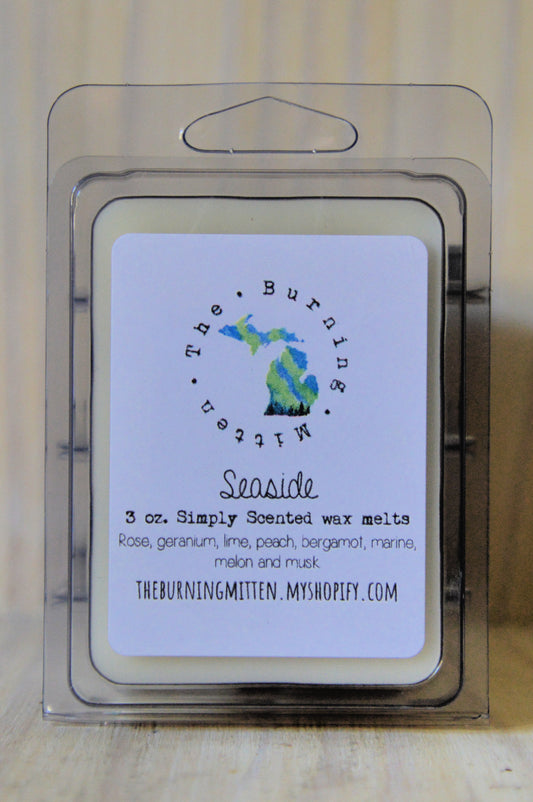 The • Burning • Mitten •
Seaside
3 oz. Simply Scented wax melts
Rose, geranium, lime, peach, bergamot, marine,
melon and musk
THEBURNINGMITTEN.MYSHOPIFY.COM